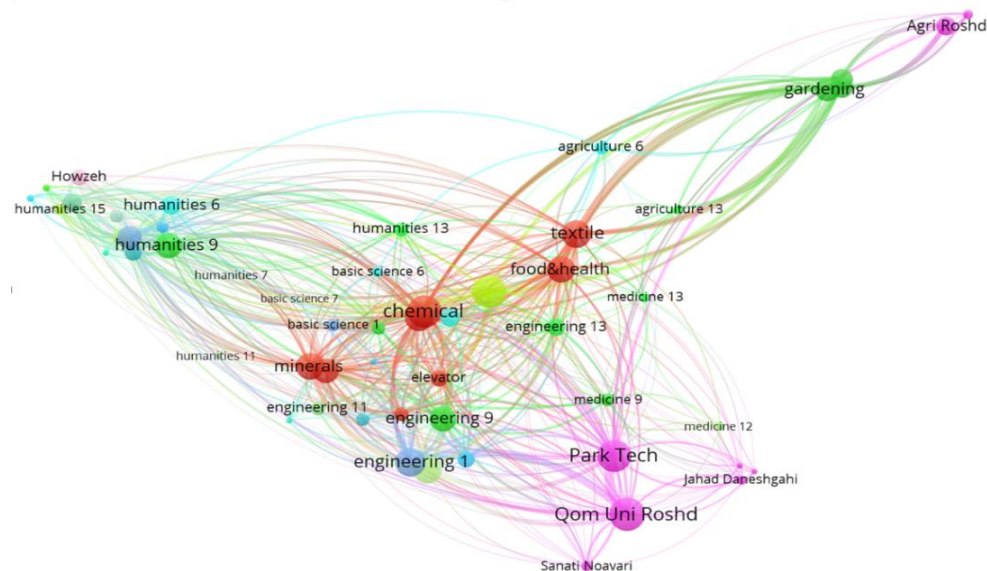 Agri Roshd
gardening
agriculture 6
Howzeh
humanities 15
humanities 6
agriculture 13
humanities 13
textile
humanities 9
food&health
humanities 7
basic science 6
basic science 7
medicine 13
chemical
basic science 1
engineering 13
humanities 11
minerals
elevator
medicine 9
engineering 11
engineering 9
medicine 12
Park Tech
engineering 1
Jahad Daneshgahi
Qom Uni Roshd
Sanati Noavari